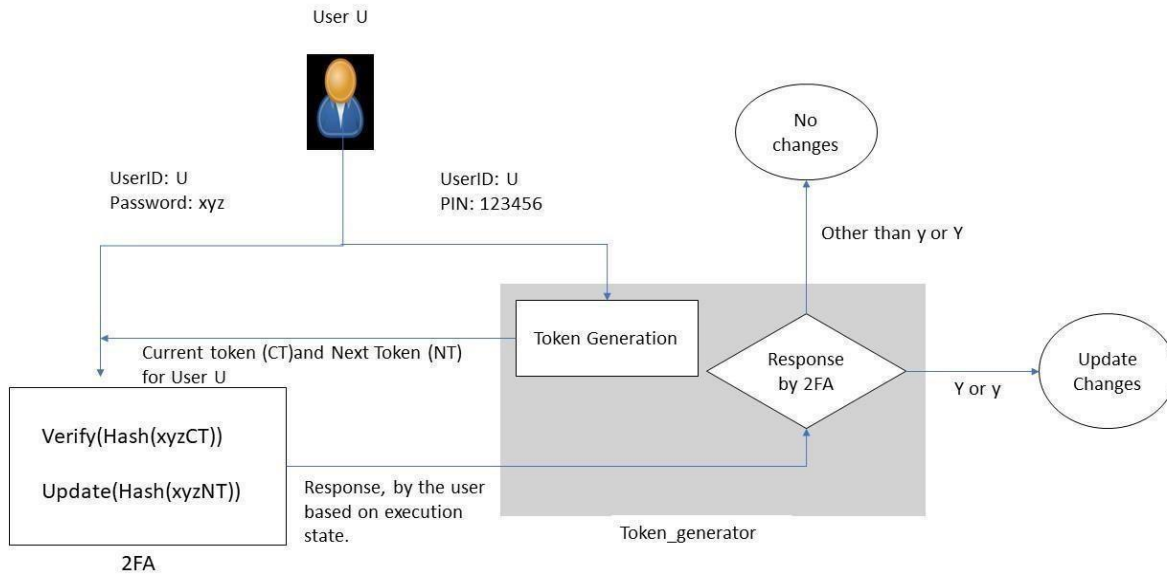 User U
UserID: U
Password: xyz
UserID: U
PIN: 123456
No
changes
Other than y or Y
Token Generation
Response
by 2FA
Y or y
Update
Changes
Current token (CT)and Next Token (NT)
for User U
Verify(Hash(xyzCT))
Update(Hash(xyzNT))
2FA
Response, by the user
based on execution
state.
Token_generator